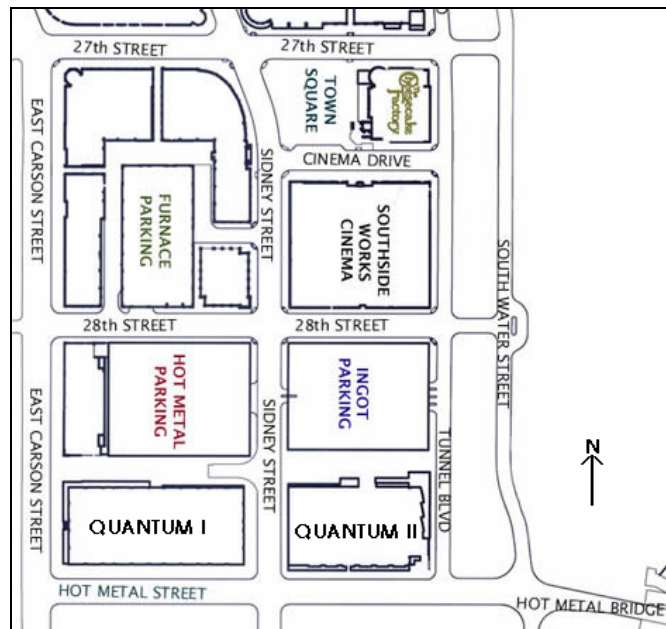 27th STREET
27th STREET
EAST CARSON STREET
SIDNEY STREET
TOWN
SQUARE
The
Cheesecake
Factory
CINEMA DRIVE
FURNACE
PARKING
SOUTHSIDE
WORKS
CINEMA
SOUTH WATER STREET
28th STREET
28th STREET
HOT METAL
PARKING
INGOT
PARKING
EAST CARSON STREET
SIDNEY STREET
TUNNEL BLVD
N
QUANTUM I
QUANTUM II
HOT METAL STREET
HOT METAL BRIDGE